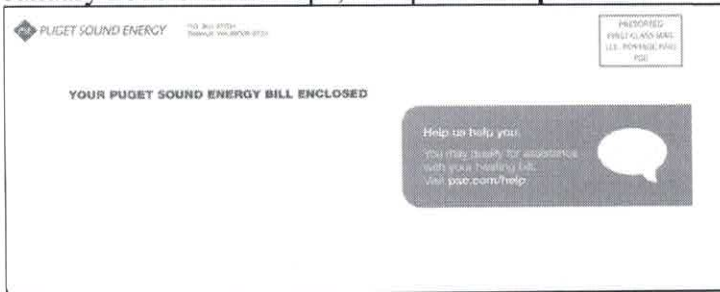 PUGET SOUND ENERGY
P.O. Box
PRESORTED
FIRST-CLASS MAIL
U.S. POSTAGE PAID
PSE
YOUR PUGET SOUND ENERGY BILL ENCLOSED
Help us help you.
You may qualify for assistance
with your heating bill.
Visit pse.com/help